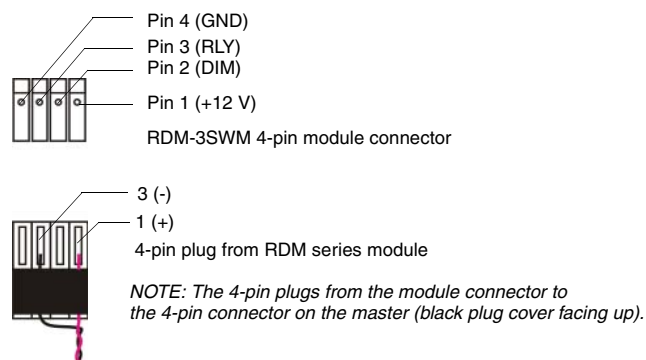 Pin 4 (GND)
Pin 3 (RLY)
Pin 2 (DIM)
Pin 1 (+12 V)
RDM-3SWM 4-pin module connector
3 (-)
1 (+)
4-pin plug from RDM series module
NOTE: The 4-pin plugs from the module connector to
the 4-pin connector on the master (black plug cover facing up).